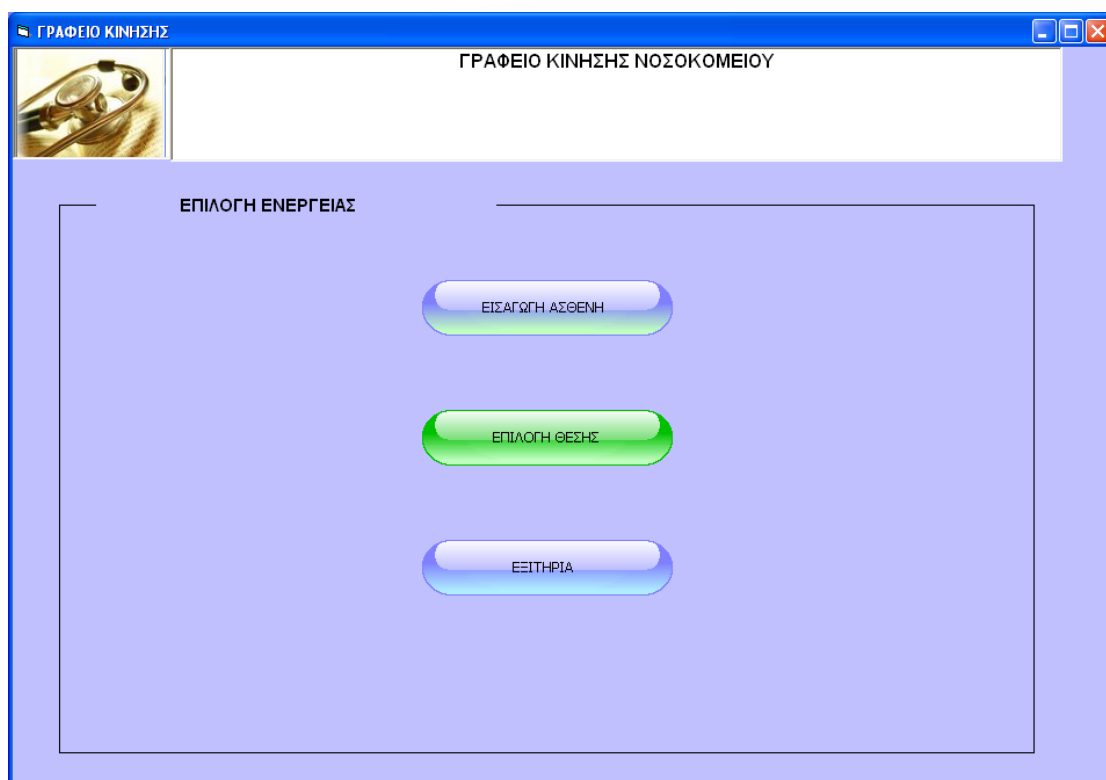 ΓΡΑΦΕΙΟ ΚΙΝΗΣΗΣ
ΓΡΑΦΕΙΟ ΚΙΝΗΣΗΣ ΝΟΣΟΚΟΜΕΙΟΥ
ΕΠΙΛΟΓΗ ΕΝΕΡΓΕΙΑΣ
ΕΙΣΑΓΩΓΗ ΑΣΘΕΝΗ
ΕΠΙΛΟΓΗ ΘΕΣΗΣ
ΕΞΙΤΗΡΙΑ